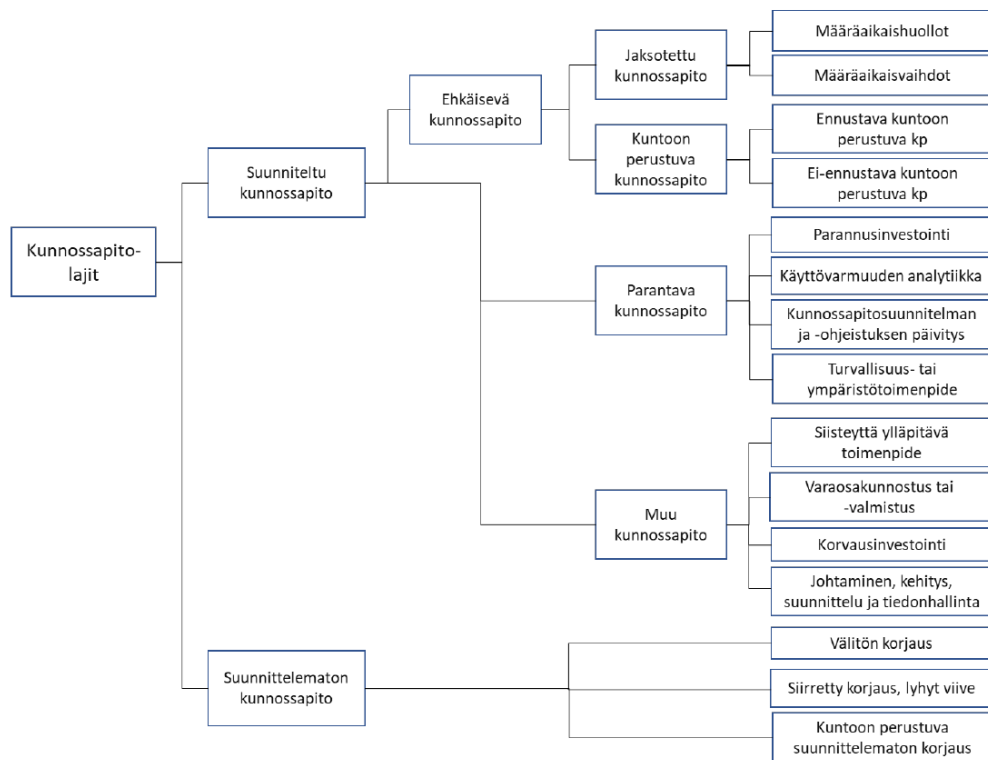 Kunnossapito-
lajit
Suunniteltu
kunnossapito
Ehkäisevä
kunnossapito
Jaksotettu
kunnossapito
Määräaikaishuollot
Määräaikaisvaihdot
Kuntoon
perustuva
kunnossapito
Ennustava kuntoon
perustuva kp
Ei-ennustava kuntoon
perustuva kp
Parantava
kunnossapito
Parannusinvestointi
Käyttövarmuuden analytiikka
Kunnossapitosuunnitelman
ja -ohjeistuksen päivitys
Turvallisuus- tai
ympäristötoimenpide
Muu
kunnossapito
Siisteyttä ylläpitävä
toimenpide
Varaosakunnostus tai
-valmistus
Korvausinvestointi
Johtaminen, kehitys,
suunnittelu ja tiedonhallinta
Suunnittelematon
kunnossapito
Välitön korjaus
Siirretty korjaus, lyhyt viive
Kuntoon perustuva
suunnittelematon korjaus